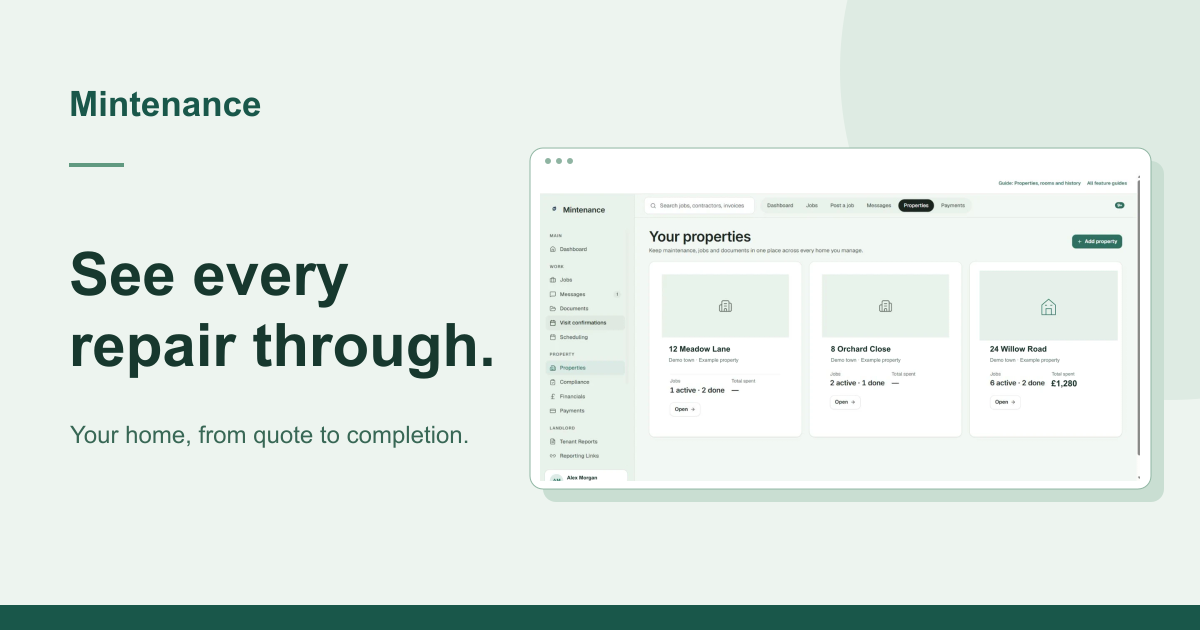 Mintenance
See every
repair through.
Your home, from quote to completion.
Guide: Properties, rooms and history All feature guides
Mintenance
Search jobs, contractors, invoices
Dashboard Jobs Post a job Messages Properties Payments
9+
MAIN
Dashboard
WORK
Jobs
Messages
Documents
Visit confirmations
Scheduling
PROPERTY
Properties
Compliance
Financials
Payments
LANDLORD
Tenant Reports
Reporting Links
Alex Morgan
Your properties
Keep maintenance, jobs and documents in one place across every home you manage.
+ Add property
12 Meadow Lane
Demo town · Example property
Jobs Total spent
1 active · 2 done —
Open →
8 Orchard Close
Demo town · Example property
Jobs Total spent
2 active · 1 done —
Open →
24 Willow Road
Demo town · Example property
Jobs Total spent
6 active · 2 done £1,280
Open →